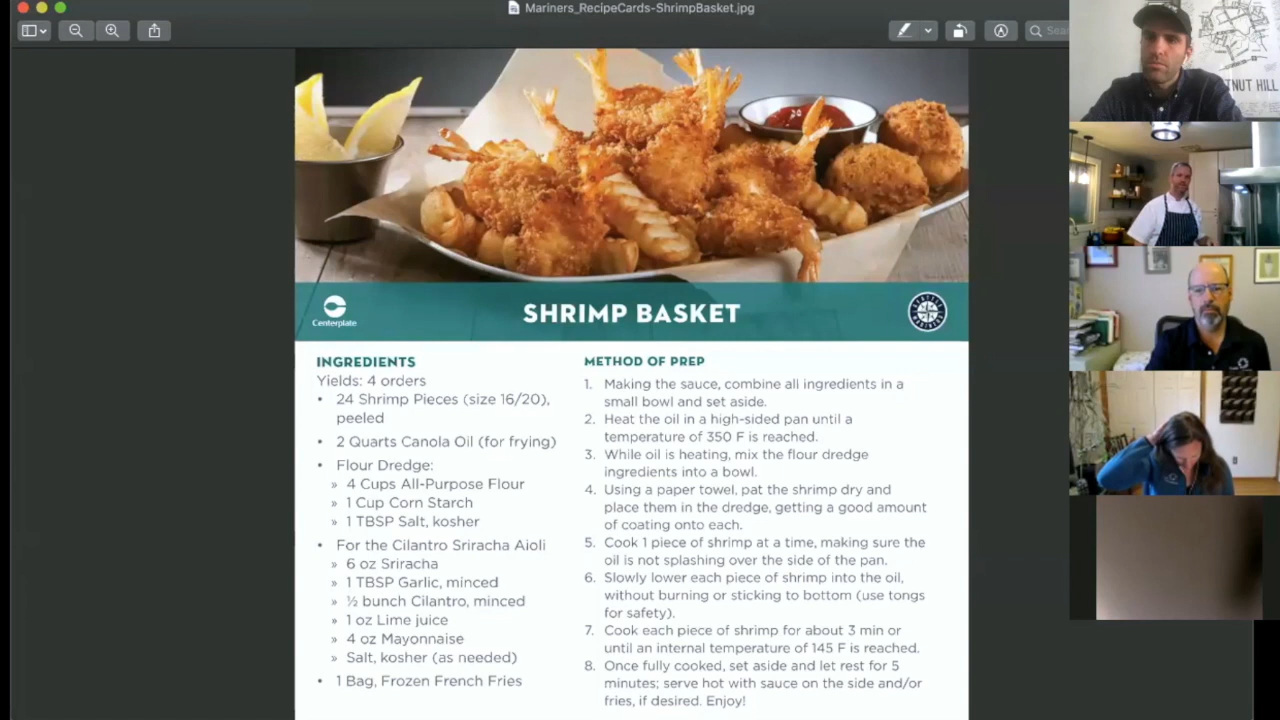 Mariners_RecipeCards-ShrimpBasket.jpg
TNUT HILL
Centerplate
SHRIMP BASKET
INGREDIENTS
Yields: 4 orders
• 24 Shrimp Pieces (size 16/20),
peeled
• 2 Quarts Canola Oil (for frying)
• Flour Dredge:
» 4 Cups All-Purpose Flour
» 1 Cup Corn Starch
» 1 TBSP Salt, kosher
• For the Cilantro Sriracha Aioli
» 6 oz Sriracha
» 1 TBSP Garlic, minced
» ½ bunch Cilantro, minced
» 1 oz Lime juice
» 4 oz Mayonnaise
» Salt, kosher (as needed)
• 1 Bag, Frozen French Fries
METHOD OF PREP
1. Making the sauce, combine all ingredients in a
small bowl and set aside.
2. Heat the oil in a high-sided pan until a
temperature of 350 F is reached.
3. While oil is heating, mix the flour dredge
ingredients into a bowl.
4. Using a paper towel, pat the shrimp dry and
place them in the dredge, getting a good amount
of coating onto each.
5. Cook 1 piece of shrimp at a time, making sure the
oil is not splashing over the side of the pan.
6. Slowly lower each piece of shrimp into the oil,
without burning or sticking to bottom (use tongs
for safety).
7. Cook each piece of shrimp for about 3 min or
until an internal temperature of 145 F is reached.
8. Once fully cooked, set aside and let rest for 5
minutes; serve hot with sauce on the side and/or
fries, if desired. Enjoy!